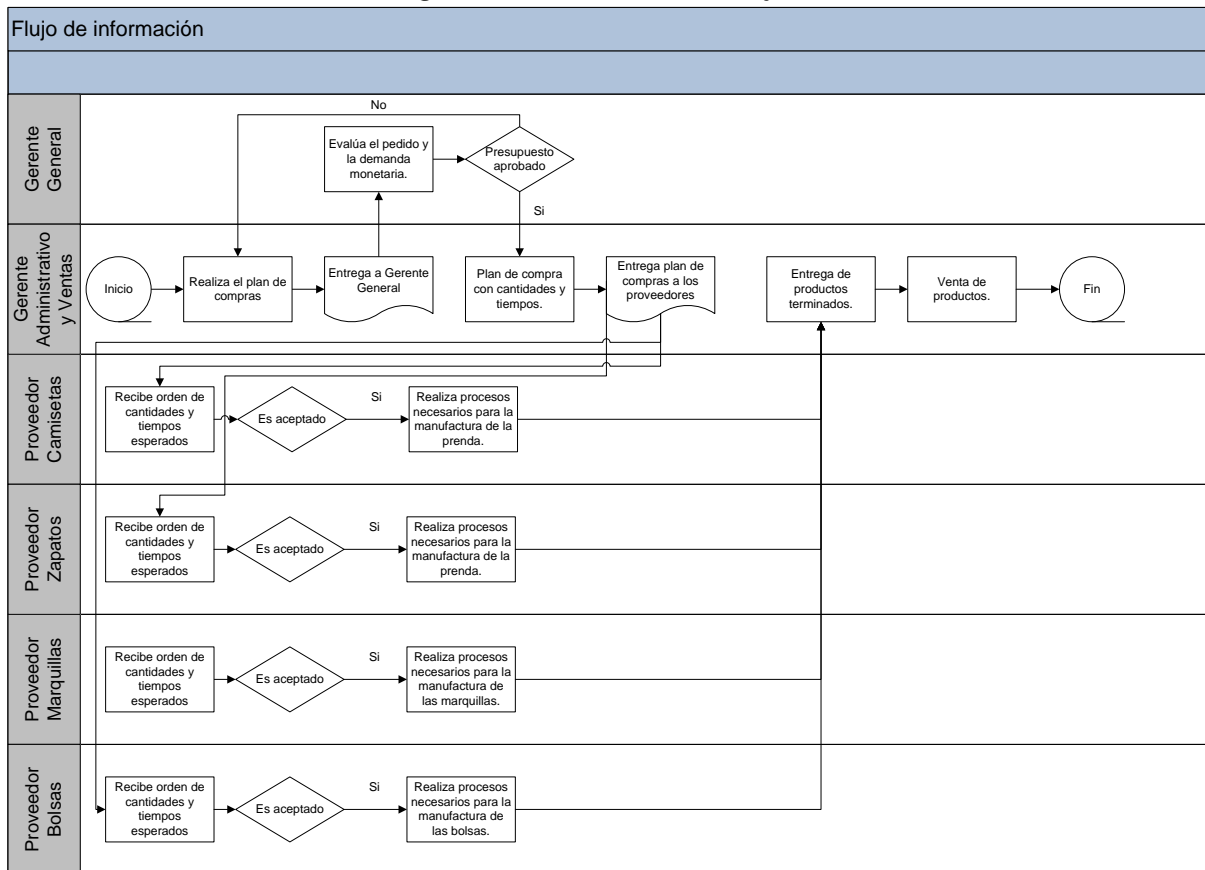 Flujo de información
Gerente
General
No
Evalúa el pedido y
la demanda
monetaria.
Presupuesto
aprobado
Si
Gerente
Administrativo
y Ventas
Inicio
Realiza el plan de
compras
Entrega a Gerente
General
Plan de compra
con cantidades y
tiempos.
Entrega plan de
compras a los
proveedores
Entrega de
productos
terminados.
Venta de
productos.
Fin
Proveedor
Camisetas
Recibe orden de
cantidades y
tiempos
esperados
Es aceptado
Si
Realiza procesos
necesarios para la
manufactura de la
prenda.
Proveedor
Zapatos
Recibe orden de
cantidades y
tiempos
esperados
Es aceptado
Si
Realiza procesos
necesarios para la
manufactura de la
prenda.
Proveedor
Marquillas
Recibe orden de
cantidades y
tiempos
esperados
Es aceptado
Si
Realiza procesos
necesarios para la
manufactura de
las marquillas.
Proveedor
Bolsas
Recibe orden de
cantidades y
tiempos
esperados
Es aceptado
Si
Realiza procesos
necesarios para la
manufactura de
las bolsas.